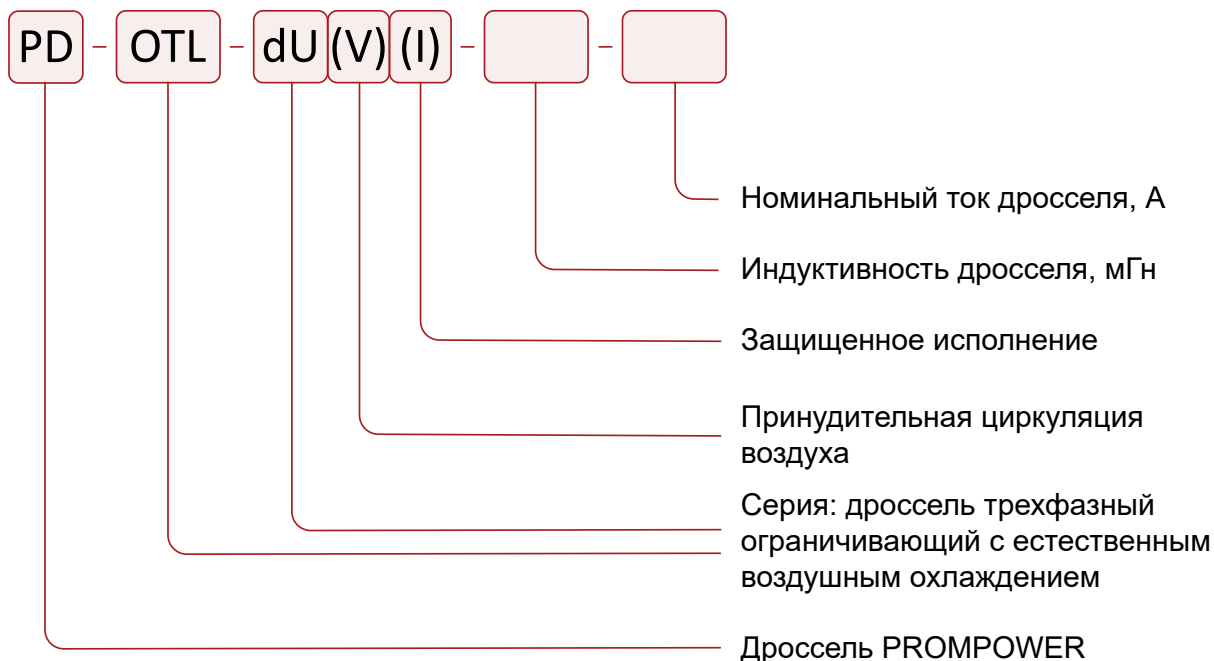 PD - OTL - dU (V) (I) - -
Номинальный ток дросселя, А
Индуктивность дросселя, мГн
Защищенное исполнение
Принудительная циркуляция
воздуха
Серия: дроссель трехфазный
ограничивающий с естественным
воздушным охлаждением
Дроссель PROMPOWER